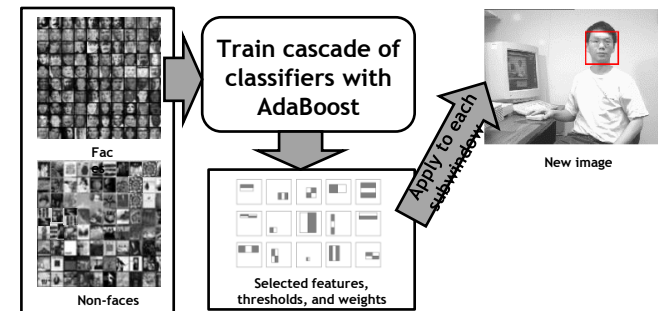 Train cascade of
classifiers with
AdaBoost
Fac
es
Non-faces
Selected features,
thresholds, and weights
Apply to each
subwindow
New image